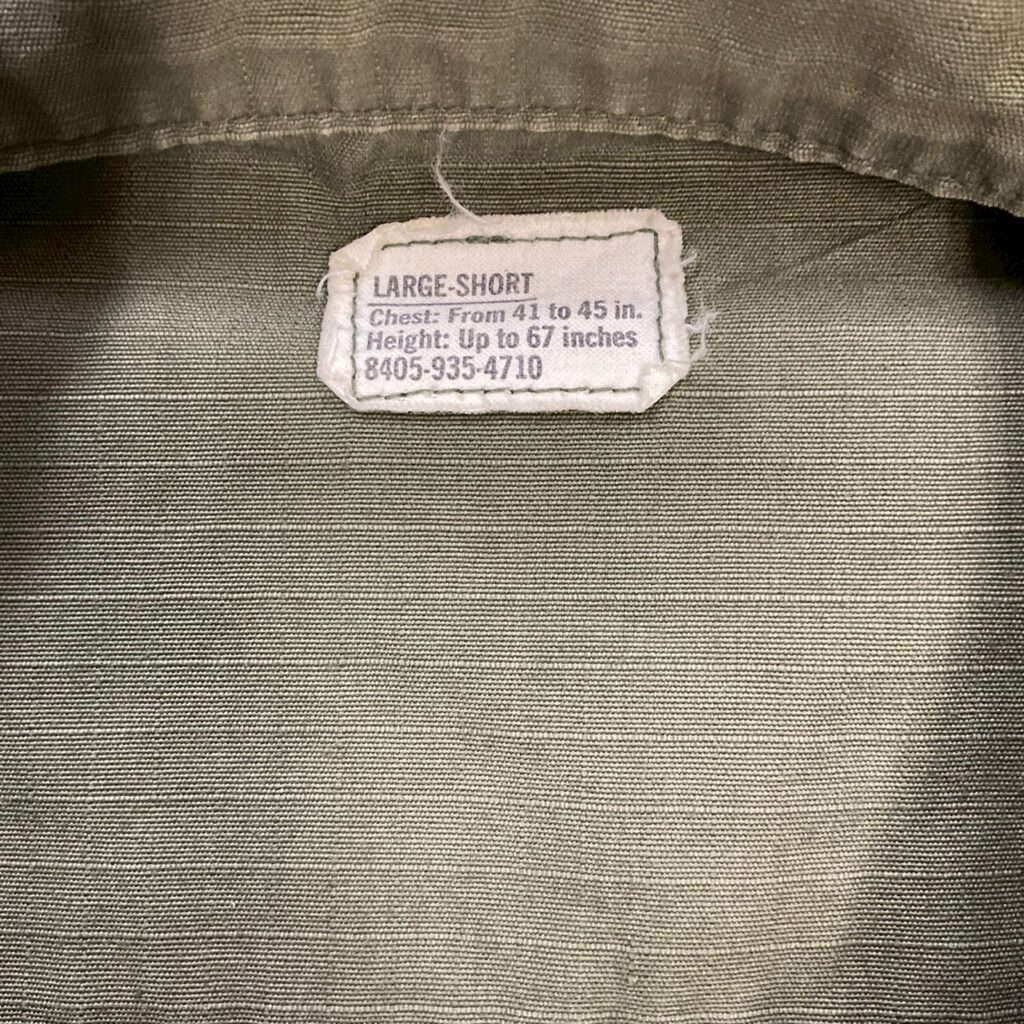 LARGE-SHORT
Chest: From 41 to 45 in.
Height: Up to 67 inches
8405-935-4710